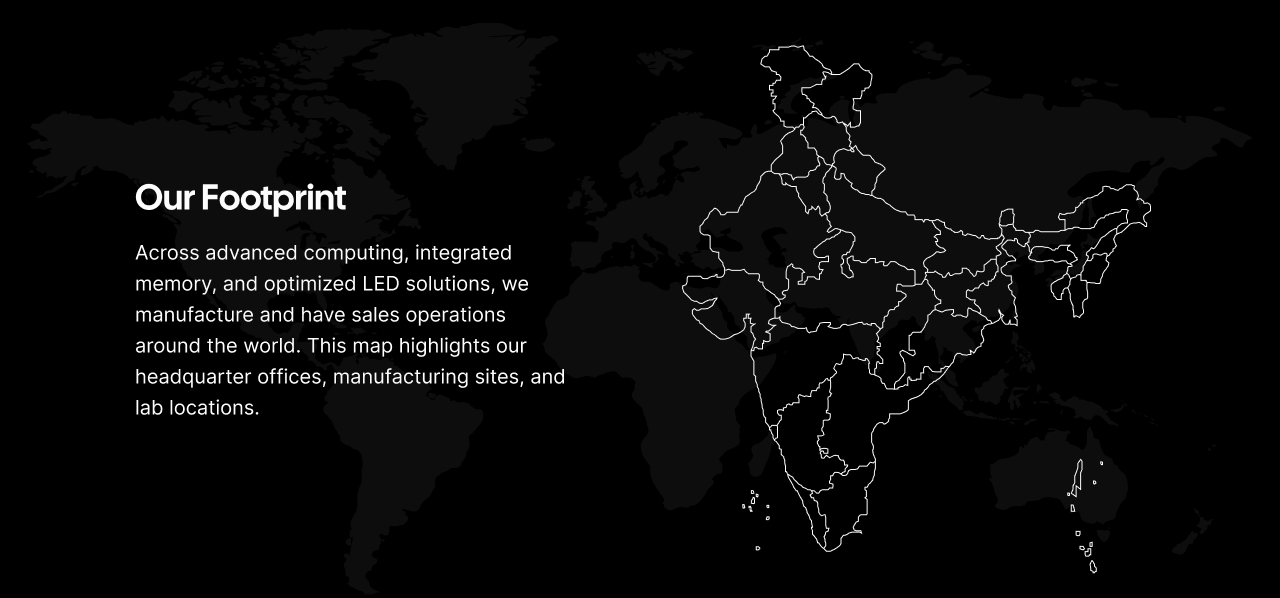 Our Footprint
Across advanced computing, integrated
memory, and optimized LED solutions, we
manufacture and have sales operations
around the world. This map highlights our
headquarter offices, manufacturing sites, and
lab locations.